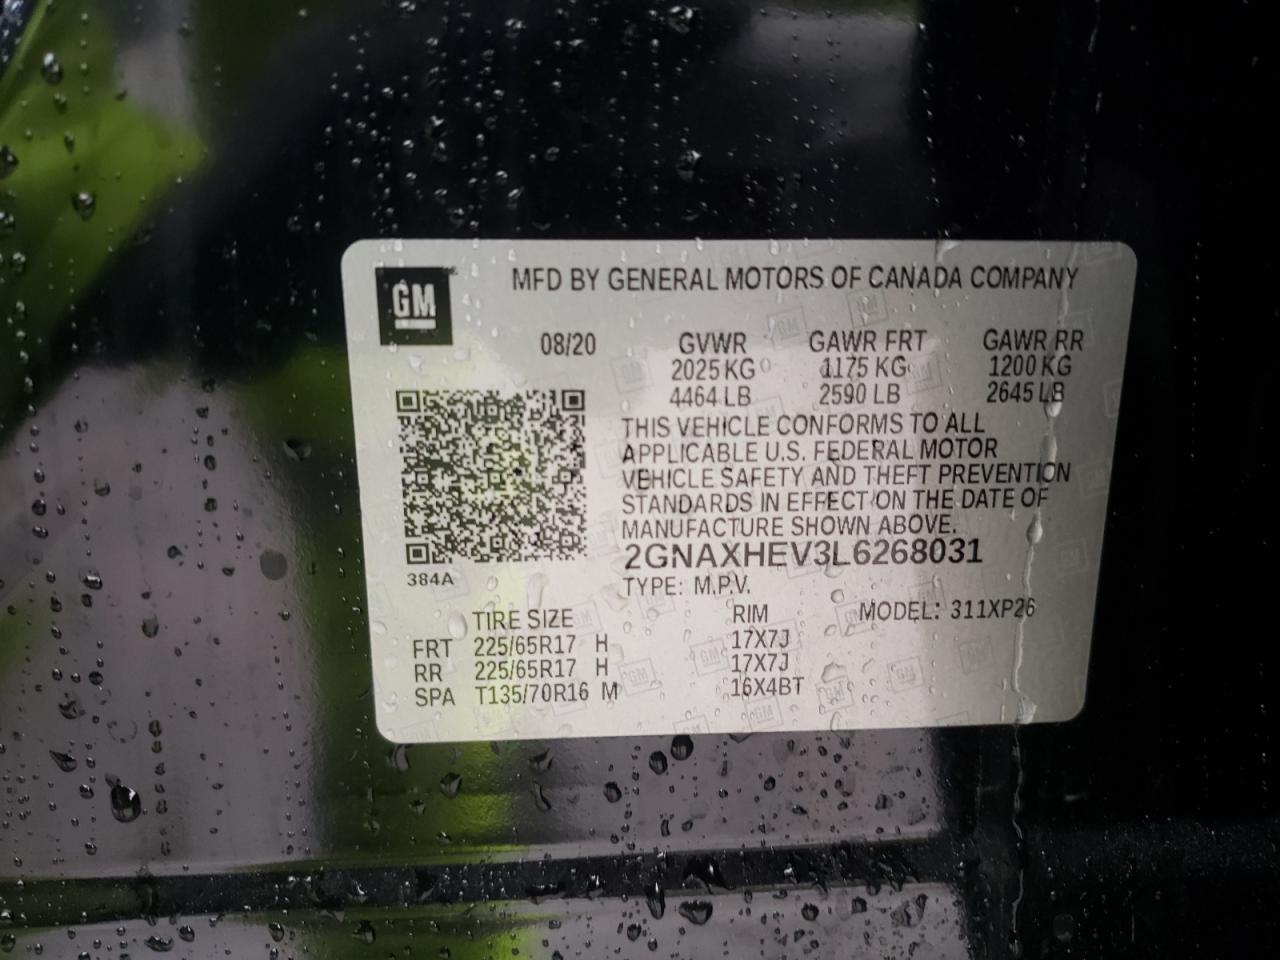 GM
MFD BY GENERAL MOTORS OF CANADA COMPANY
08/20 GVWR GAWR FRT GAWR RR
2025 KG 1175 KG 1200 KG
4464 LB 2590 LB 2645 LB
THIS VEHICLE CONFORMS TO ALL
APPLICABLE U.S. FEDERAL MOTOR
VEHICLE SAFETY AND THEFT PREVENTION
STANDARDS IN EFFECT ON THE DATE OF
MANUFACTURE SHOWN ABOVE.
2GNAXHEV3L6268031
384A
TYPE: M.P.V.
TIRE SIZE RIM MODEL: 311XP26
FRT 225/65R17 H 17X7J
RR 225/65R17 H 17X7J
SPA T135/70R16 M 16X4BT